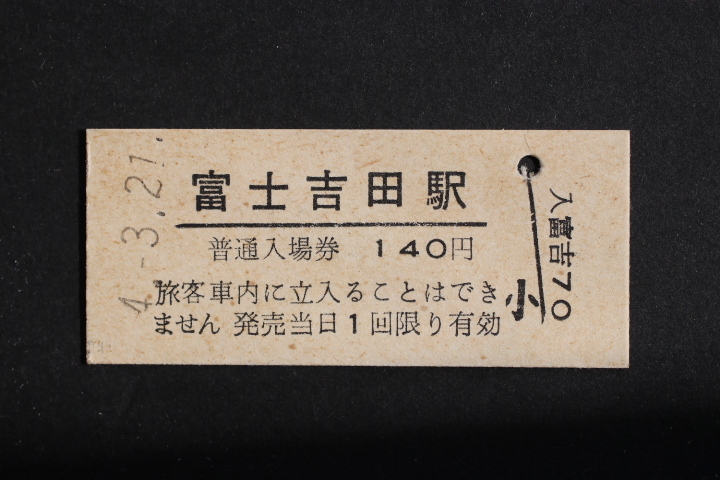 4.-3.21.
富士吉田駅
普通入場券 140円
旅客車内に立入ることはでき
ません 発売当日1回限り有効
小
入富吉70